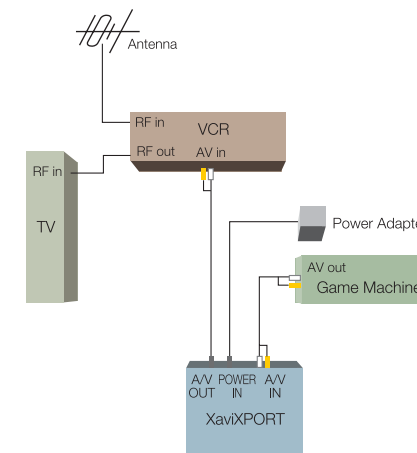 Antenna
RF in
VCR
RF out
AV in
RF in
TV
Power Adapte
AV out
Game Machine
A/V OUT
POWER IN
A/V IN
XaviXPORT